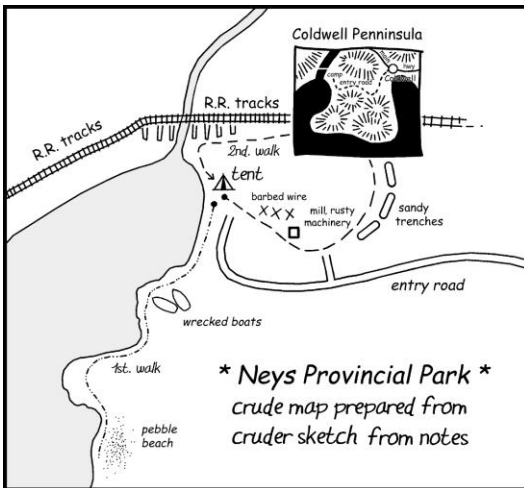 Coldwell Penninsula
main
hwy
camp
entry road
Coldwell
R.R. tracks
R.R. tracks
2nd. walk
tent
barbed wire
XXX
mill, rusty
machinery
sandy
trenches
entry road
wrecked boats
1st. walk
* Neys Provincial Park *
crude map prepared from
cruder sketch from notes
pebble
beach